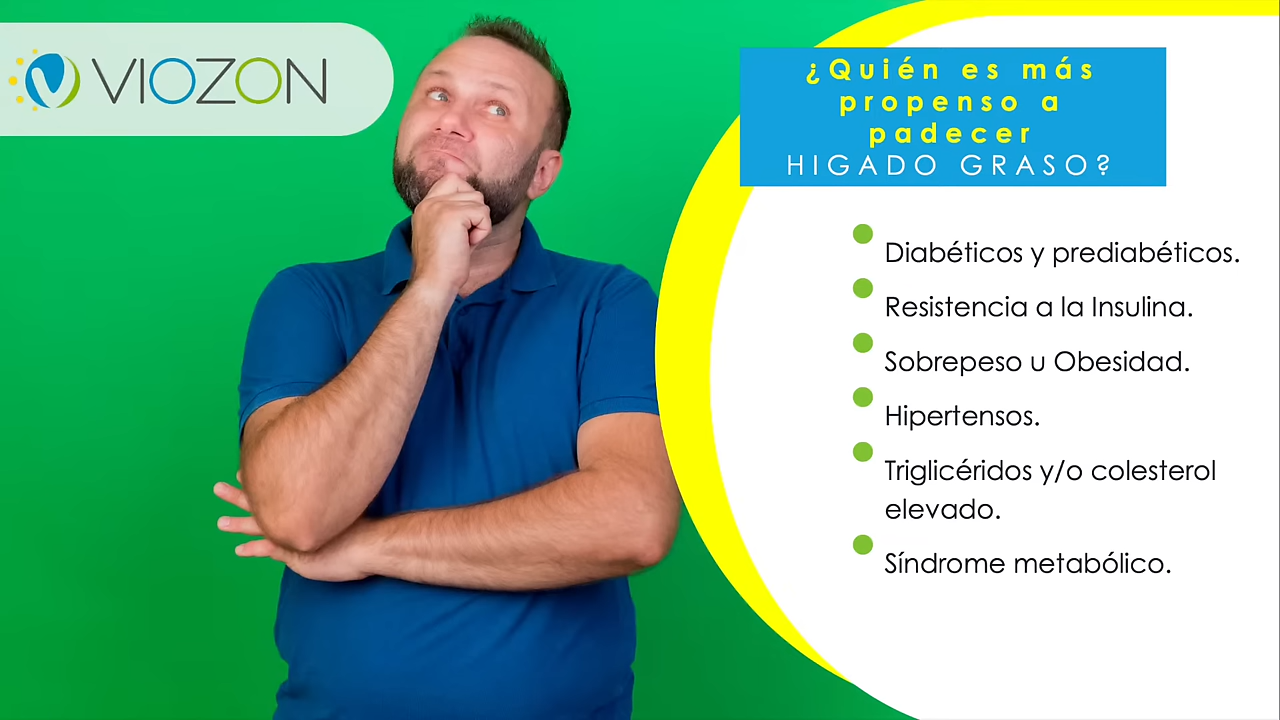 VIOZON
¿Quién es más
propenso a
padecer
HIGADO GRASO?
Diabéticos y prediabéticos.
Resistencia a la Insulina.
Sobrepeso u Obesidad.
Hipertensos.
Triglicéridos y/o colesterol
elevado.
Síndrome metabólico.